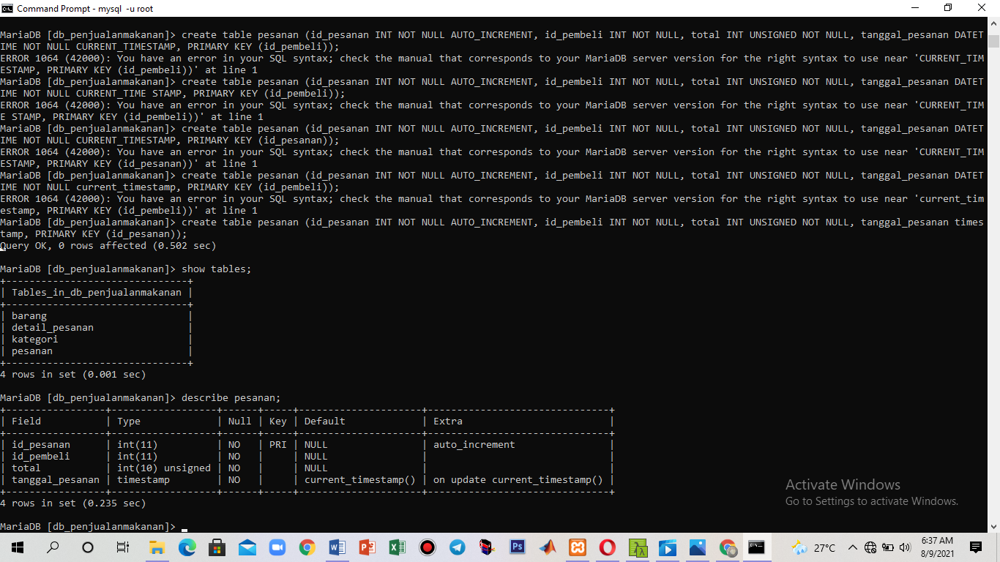 Command Prompt - mysql  -u root
MariaDB [db_penjualanmakanan]> create table pesanan (id_pesanan INT NOT NULL AUTO_INCREMENT, id_pembeli INT NOT NULL, total INT UNSIGNED NOT NULL, tanggal_pesanan DATET
IME NOT NULL CURRENT_TIMESTAMP, PRIMARY KEY (id_pembeli));
ERROR 1064 (42000): You have an error in your SQL syntax; check the manual that corresponds to your MariaDB server version for the right syntax to use near 'CURRENT_TIM
ESTAMP, PRIMARY KEY (id_pembeli))' at line 1
MariaDB [db_penjualanmakanan]> create table pesanan (id_pesanan INT NOT NULL AUTO_INCREMENT, id_pembeli INT NOT NULL, total INT UNSIGNED NOT NULL, tanggal_pesanan DATET
IME NOT NULL CURRENT_TIME STAMP, PRIMARY KEY (id_pembeli));
ERROR 1064 (42000): You have an error in your SQL syntax; check the manual that corresponds to your MariaDB server version for the right syntax to use near 'CURRENT_TIM
E STAMP, PRIMARY KEY (id_pembeli))' at line 1
MariaDB [db_penjualanmakanan]> create table pesanan (id_pesanan INT NOT NULL AUTO_INCREMENT, id_pembeli INT NOT NULL, total INT UNSIGNED NOT NULL, tanggal_pesanan DATET
IME NOT NULL CURRENT_TIMESTAMP, PRIMARY KEY (id_pesanan));
ERROR 1064 (42000): You have an error in your SQL syntax; check the manual that corresponds to your MariaDB server version for the right syntax to use near 'CURRENT_TIM
ESTAMP, PRIMARY KEY (id_pesanan))' at line 1
MariaDB [db_penjualanmakanan]> create table pesanan (id_pesanan INT NOT NULL AUTO_INCREMENT, id_pembeli INT NOT NULL, total INT UNSIGNED NOT NULL, tanggal_pesanan DATET
IME NOT NULL current_timestamp, PRIMARY KEY (id_pembeli));
ERROR 1064 (42000): You have an error in your SQL syntax; check the manual that corresponds to your MariaDB server version for the right syntax to use near 'current_tim
estamp, PRIMARY KEY (id_pembeli))' at line 1
MariaDB [db_penjualanmakanan]> create table pesanan (id_pesanan INT NOT NULL AUTO_INCREMENT, id_pembeli INT NOT NULL, total INT UNSIGNED NOT NULL, tanggal_pesanan times
tamp, PRIMARY KEY (id_pesanan));
Query OK, 0 rows affected (0.502 sec)
MariaDB [db_penjualanmakanan]> show tables;
+-------------------------------+
| Tables_in_db_penjualanmakanan |
+-------------------------------+
| barang                        |
| detail_pesanan                |
| kategori                      |
| pesanan                       |
+-------------------------------+
4 rows in set (0.001 sec)
MariaDB [db_penjualanmakanan]> describe pesanan;
+-----------------+------------------+------+-----+---------------------+-------------------------------+
| Field           | Type             | Null | Key | Default             | Extra                         |
+-----------------+------------------+------+-----+---------------------+-------------------------------+
| id_pesanan      | int(11)          | NO   | PRI | NULL                | auto_increment                |
| id_pembeli      | int(11)          | NO   |     | NULL                |                               |
| total           | int(10) unsigned | NO   |     | NULL                |                               |
| tanggal_pesanan | timestamp        | NO   |     | current_timestamp() | on update current_timestamp() |
+-----------------+------------------+------+-----+---------------------+-------------------------------+
4 rows in set (0.235 sec)
MariaDB [db_penjualanmakanan]>
Activate Windows
Go to Settings to activate Windows.
27°C
6:37 AM
8/9/2021